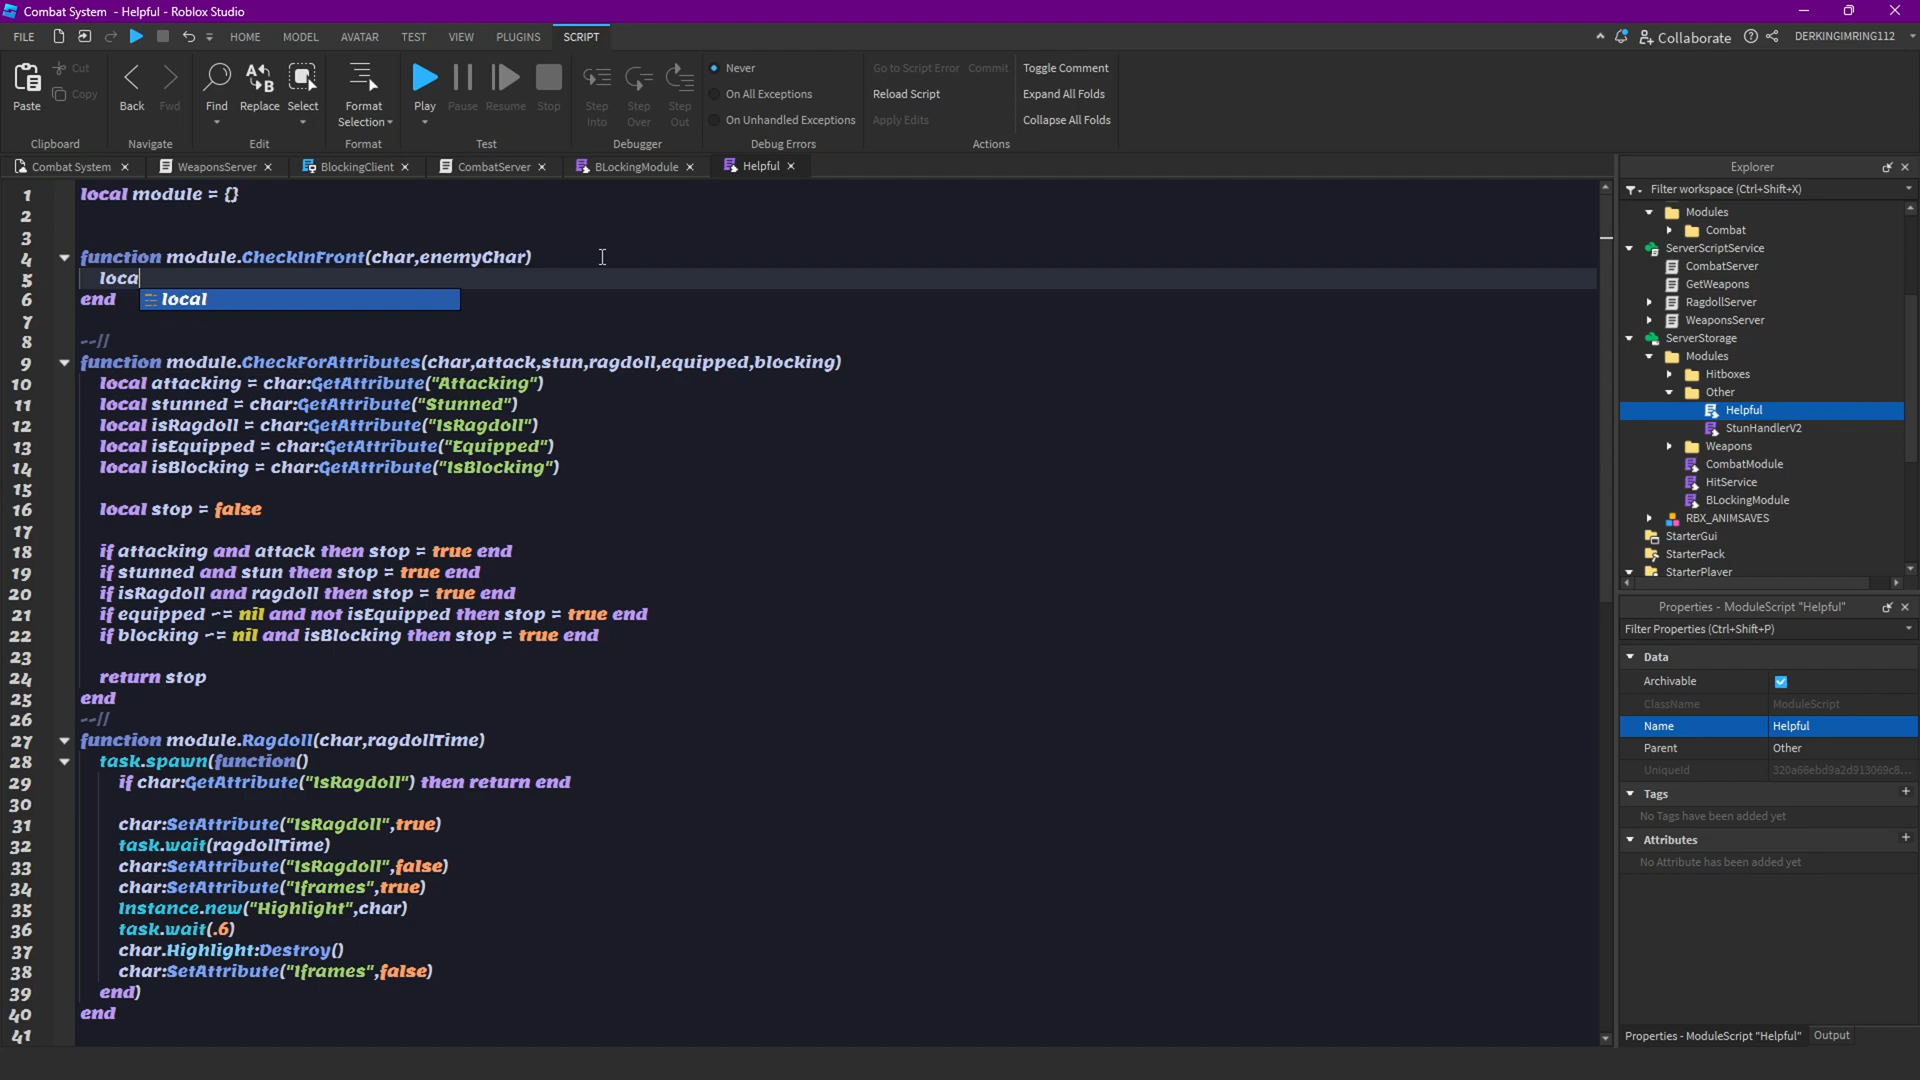 Combat System - Helpful - Roblox Studio
FILE HOME MODEL AVATAR TEST VIEW PLUGINS SCRIPT Collaborate DERKINGIMRING112
Paste Cut Copy
Back Fwd
Find Replace Select
Format Selection
Play Pause Resume Stop
Step Into Step Over Step Out
Never
On All Exceptions
On Unhandled Exceptions
Go to Script Error Commit
Reload Script
Apply Edits
Toggle Comment
Expand All Folds
Collapse All Folds
Clipboard Navigate Edit Format Test Debugger Debug Errors Actions
Combat System WeaponsServer BlockingClient CombatServer BLockingModule Helpful
1 local module = {}
2
3
4 function module.CheckInFront(char,enemyChar)
5 loca
local
6 end
7
8 --//
9 function module.CheckForAttributes(char,attack,stun,ragdoll,equipped,blocking)
10 local attacking = char:GetAttribute("Attacking")
11 local stunned = char:GetAttribute("Stunned")
12 local isRagdoll = char:GetAttribute("IsRagdoll")
13 local isEquipped = char:GetAttribute("Equipped")
14 local isBlocking = char:GetAttribute("IsBlocking")
15
16 local stop = false
17
18 if attacking and attack then stop = true end
19 if stunned and stun then stop = true end
20 if isRagdoll and ragdoll then stop = true end
21 if equipped ~= nil and not isEquipped then stop = true end
22 if blocking ~= nil and isBlocking then stop = true end
23
24 return stop
25 end
26 --//
27 function module.Ragdoll(char,ragdollTime)
28 task.spawn(function()
29 if char:GetAttribute("IsRagdoll") then return end
30
31 char:SetAttribute("IsRagdoll",true)
32 task.wait(ragdollTime)
33 char:SetAttribute("IsRagdoll",false)
34 char:SetAttribute("Iframes",true)
35 Instance.new("Highlight",char)
36 task.wait(.6)
37 char.Highlight:Destroy()
38 char:SetAttribute("Iframes",false)
39 end)
40 end
41
Explorer
Filter workspace (Ctrl+Shift+X)
Modules
Combat
ServerScriptService
CombatServer
GetWeapons
RagdollServer
WeaponsServer
ServerStorage
Modules
Hitboxes
Other
Helpful
StunHandlerV2
Weapons
CombatModule
HitService
BLockingModule
RBX_ANIMSAVES
StarterGui
StarterPack
StarterPlayer
Properties - ModuleScript "Helpful"
Filter Properties (Ctrl+Shift+P)
Data
Archivable
ClassName ModuleScript
Name Helpful
Parent Other
UniqueId 320a66ebd9a2d913069c8...
Tags
No Tags have been added yet
Attributes
No Attribute has been added yet
Properties - ModuleScript "Helpful" Output